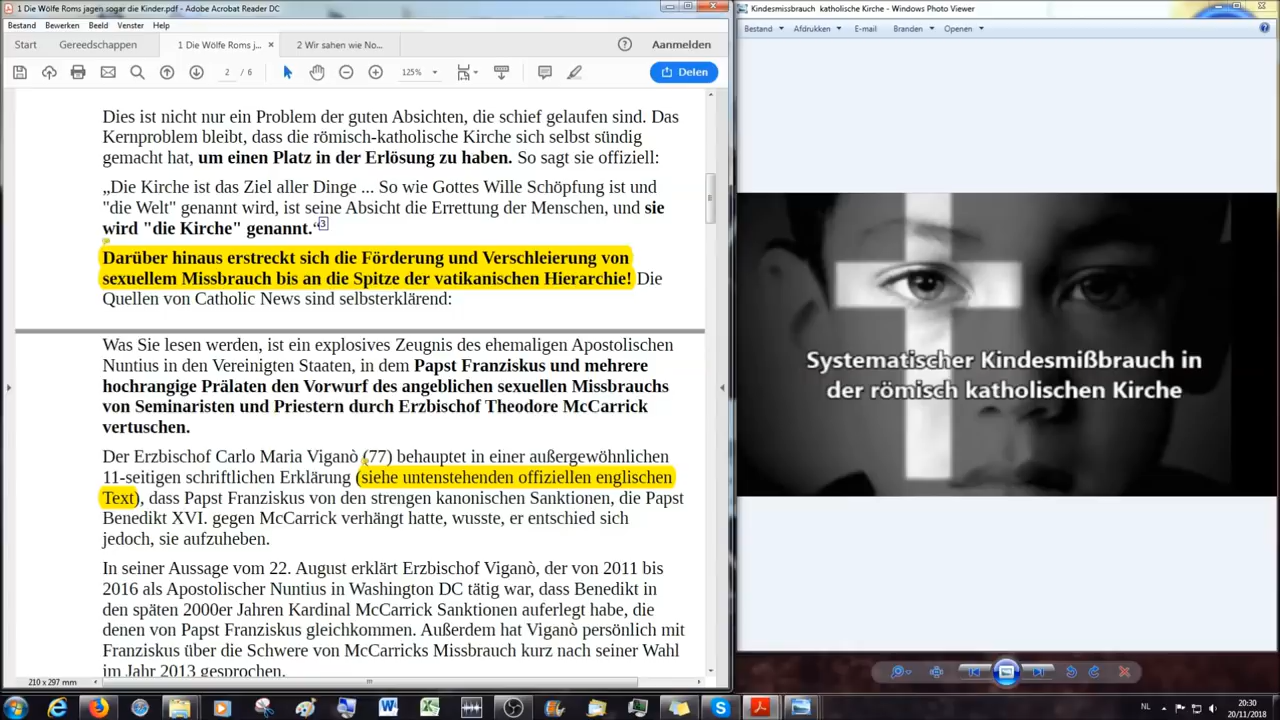 1 Die Wölfe Roms jagen sogar die Kinder.pdf - Adobe Acrobat Reader DC
Bestand Bewerken Beeld Venster Help
Start Gereedschappen 1 Die Wölfe Roms j... × 2 Wir sahen wie No... Aanmelden
2 / 6 125% Delen
Dies ist nicht nur ein Problem der guten Absichten, die schief gelaufen sind. Das
Kernproblem bleibt, dass die römisch-katholische Kirche sich selbst sündig
gemacht hat, um einen Platz in der Erlösung zu haben. So sagt sie offiziell:
„Die Kirche ist das Ziel aller Dinge ... So wie Gottes Wille Schöpfung ist und
"die Welt" genannt wird, ist seine Absicht die Errettung der Menschen, und sie
wird "die Kirche" genannt.“3
Darüber hinaus erstreckt sich die Förderung und Verschleierung von
sexuellem Missbrauch bis an die Spitze der vatikanischen Hierarchie! Die
Quellen von Catholic News sind selbsterklärend:
Was Sie lesen werden, ist ein explosives Zeugnis des ehemaligen Apostolischen
Nuntius in den Vereinigten Staaten, in dem Papst Franziskus und mehrere
hochrangige Prälaten den Vorwurf des angeblichen sexuellen Missbrauchs
von Seminaristen und Priestern durch Erzbischof Theodore McCarrick
vertuschen.
Der Erzbischof Carlo Maria Viganò (77) behauptet in einer außergewöhnlichen
11-seitigen schriftlichen Erklärung (siehe untenstehenden offiziellen englischen
Text), dass Papst Franziskus von den strengen kanonischen Sanktionen, die Papst
Benedikt XVI. gegen McCarrick verhängt hatte, wusste, er entschied sich
jedoch, sie aufzuheben.
In seiner Aussage vom 22. August erklärt Erzbischof Viganò, der von 2011 bis
2016 als Apostolischer Nuntius in Washington DC tätig war, dass Benedikt in
den späten 2000er Jahren Kardinal McCarrick Sanktionen auferlegt habe, die
denen von Papst Franziskus gleichkommen. Außerdem hat Viganò persönlich mit
Franziskus über die Schwere von McCarricks Missbrauch kurz nach seiner Wahl
im Jahr 2013 gesprochen.
210 x 297 mm
Kindesmissbrauch katholische Kirche - Windows Photo Viewer
Bestand Afdrukken E-mail Branden Openen
Systematischer Kindesmißbrauch in
der römisch katholischen Kirche
NL 20:30
20/11/2018